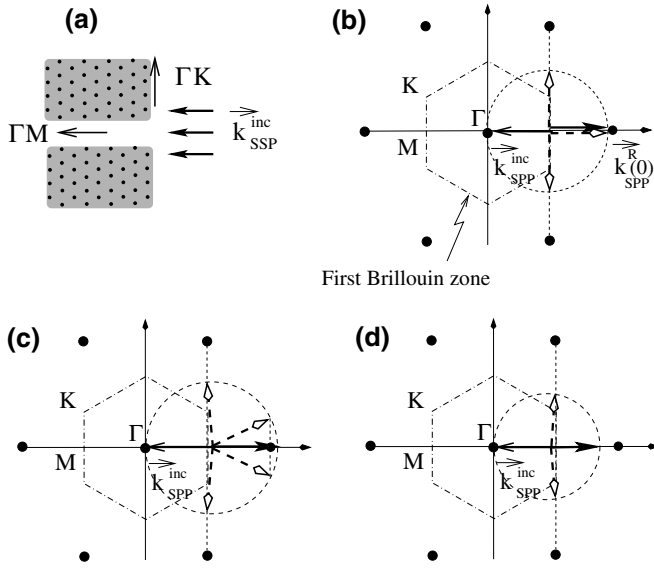 (a)
ΓK
ΓM
k inc SSP
(b)
K
Γ
M
k inc SPP
k R (0) SPP
First Brillouin zone
(c)
K
Γ
M
k inc SPP
(d)
K
Γ
M
k inc SPP